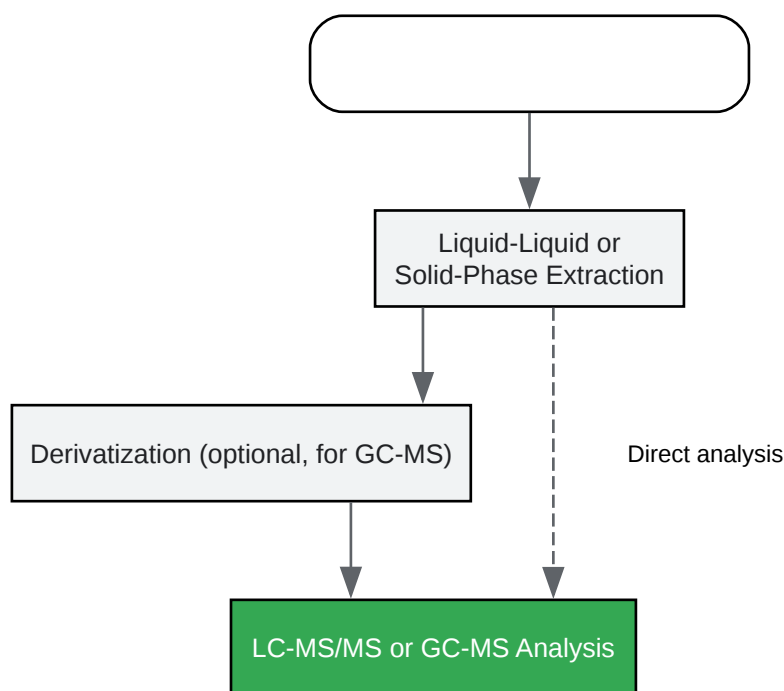 Liquid-Liquid or
Solid-Phase Extraction
Derivatization (optional, for GC-MS)
Direct analysis
LC-MS/MS or GC-MS Analysis